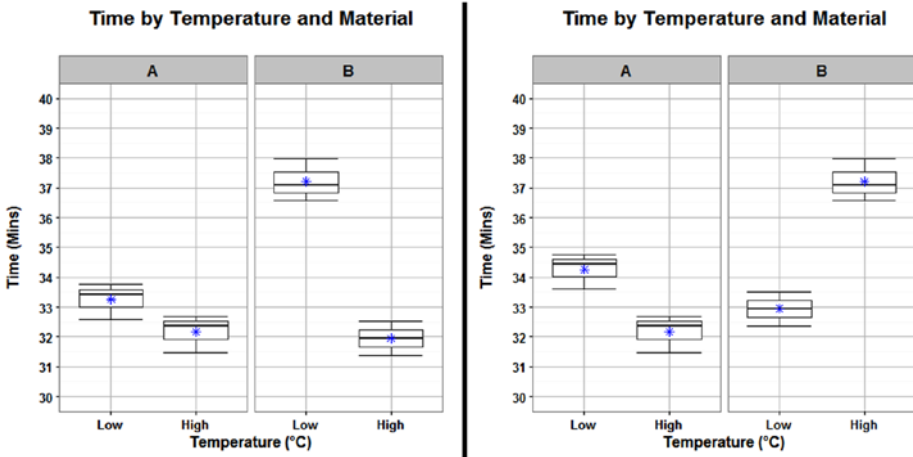 Time by Temperature and Material
A B
40
39
38
37
36
35
34
33
32
31
30
Time (Mins)
Low High Low High
Temperature (°C)
Time by Temperature and Material
A B
40
39
38
37
36
35
34
33
32
31
30
Time (Mins)
Low High Low High
Temperature (°C)